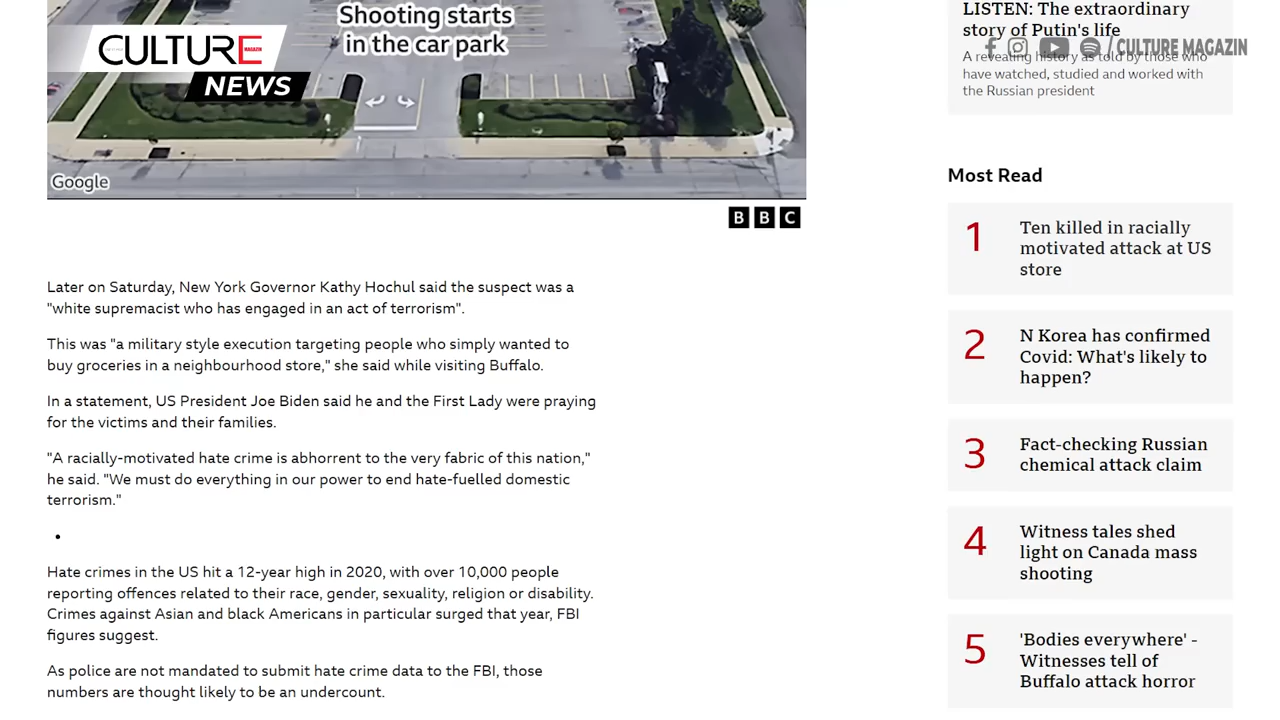 Shooting starts
in the car park
CULTURE
MAGAZIN
NEWS
Google
BBC
Later on Saturday, New York Governor Kathy Hochul said the suspect was a
"white supremacist who has engaged in an act of terrorism".
This was "a military style execution targeting people who simply wanted to
buy groceries in a neighbourhood store," she said while visiting Buffalo.
In a statement, US President Joe Biden said he and the First Lady were praying
for the victims and their families.
"A racially-motivated hate crime is abhorrent to the very fabric of this nation,"
he said. "We must do everything in our power to end hate-fuelled domestic
terrorism."
Hate crimes in the US hit a 12-year high in 2020, with over 10,000 people
reporting offences related to their race, gender, sexuality, religion or disability.
Crimes against Asian and black Americans in particular surged that year, FBI
figures suggest.
As police are not mandated to submit hate crime data to the FBI, those
numbers are thought likely to be an undercount.
LISTEN: The extraordinary
story of Putin's life
/ CULTURE MAGAZIN
A revealing history as told by those who
have watched, studied and worked with
the Russian president
Most Read
1 Ten killed in racially
motivated attack at US
store
2 N Korea has confirmed
Covid: What's likely to
happen?
3 Fact-checking Russian
chemical attack claim
4 Witness tales shed
light on Canada mass
shooting
5 'Bodies everywhere' -
Witnesses tell of
Buffalo attack horror